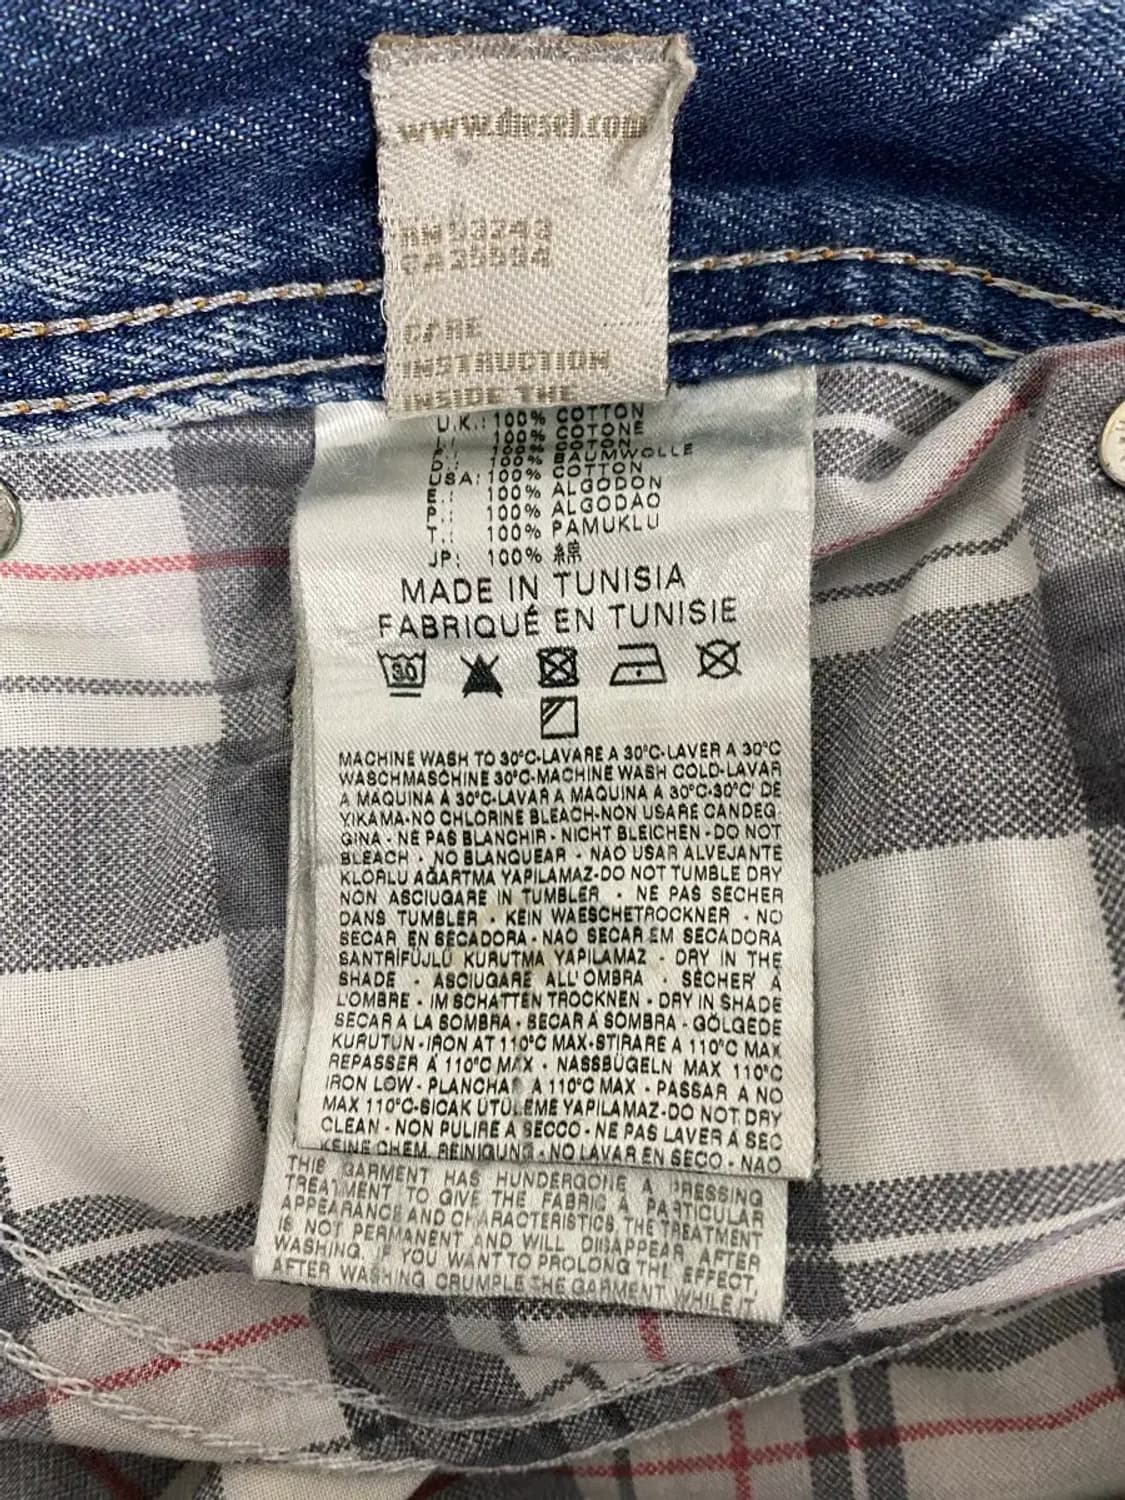 www.diesel.com
RN 93243
CA 25594
CARE
INSTRUCTION
INSIDE THE
U.K.: 100% COTTON
I.: 100% COTONE
100% COTON
D.: 100% BAUMWOLLE
USA: 100% COTTON
E.: 100% ALGODON
P.: 100% ALGODAO
T.: 100% PAMUKLU
JP: 100% 綿
MADE IN TUNISIA
FABRIQUÉ EN TUNISIE
30
MACHINE WASH TO 30°C-LAVARE A 30°C-LAVER A 30°C
WASCHMASCHINE 30°C-MACHINE WASH COLD-LAVAR
A MAQUINA A 30°C-LAVAR A MAQUINA A 30°C-30°C' DE
YIKAMA-NO CHLORINE BLEACH-NON USARE CANDEG
GINA - NE PAS BLANCHIR - NICHT BLEICHEN - DO NOT
BLEACH - NO BLANQUEAR - NAO USAR ALVEJANTE
KLORLU AĞARTMA YAPILAMAZ-DO NOT TUMBLE DRY
NON ASCIUGARE IN TUMBLER - NE PAS SECHER
DANS TUMBLER - KEIN WAESCHETROCKNER - NO
SECAR EN SECADORA - NAO SECAR EM SECADORA
SANTRİFÜJLÜ KURUTMA YAPILAMAZ - DRY IN THE
SHADE - ASCIUGARE ALL'OMBRA - SECHER A
L'OMBRE - IM SCHATTEN TROCKNEN - DRY IN SHADE
SECAR A LA SOMBRA - SECAR A SOMBRA - GÖLGEDE
KURUTUN-IRON AT 110°C MAX-STIRARE A 110°C MAX
REPASSER A 110°C MAX - NASSBÜGELN MAX 110°C
IRON LOW - PLANCHAR A 110°C MAX - PASSAR A NO
MAX 110°C-SICAK ÜTÜLEME YAPILAMAZ-DO NOT DRY
CLEAN - NON PULIRE A SECCO - NE PAS LAVER A SEC
KEINE CHEM. REINIGUNG - NO LAVAR EN SECO - NAO
THIS GARMENT HAS HUNDERGONE A PRESSING
TREATMENT TO GIVE THE FABRIC A PARTICULAR
APPEARANCE AND CHARACTERISTICS. THE TREATMENT
IS NOT PERMANENT AND WILL DISAPPEAR AFTER
WASHING. IF YOU WANT TO PROLONG THE EFFECT,
AFTER WASHING CRUMPLE THE GARMENT WHILE IT